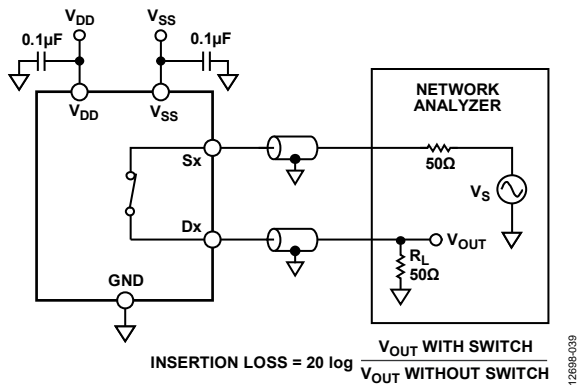 VDD
VSS
0.1µF
0.1µF
VDD
VSS
NETWORK
ANALYZER
Sx
50Ω
VS
Dx
VOUT
RL
50Ω
GND
INSERTION LOSS = 20 log VOUT WITH SWITCH
VOUT WITHOUT SWITCH
12698-039